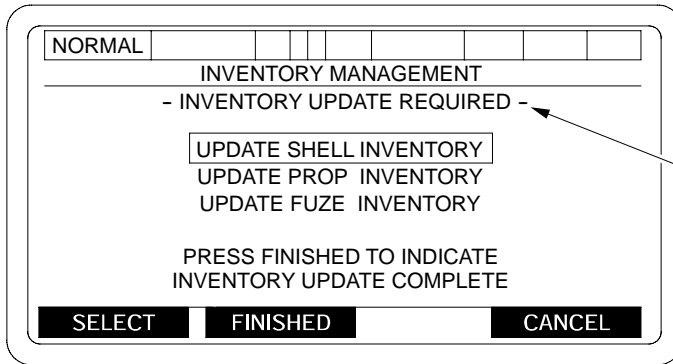 NORMAL
INVENTORY MANAGEMENT
- INVENTORY UPDATE REQUIRED -
UPDATE SHELL INVENTORY
UPDATE PROP INVENTORY
UPDATE FUZE INVENTORY
PRESS FINISHED TO INDICATE
INVENTORY UPDATE COMPLETE
SELECT FINISHED CANCEL